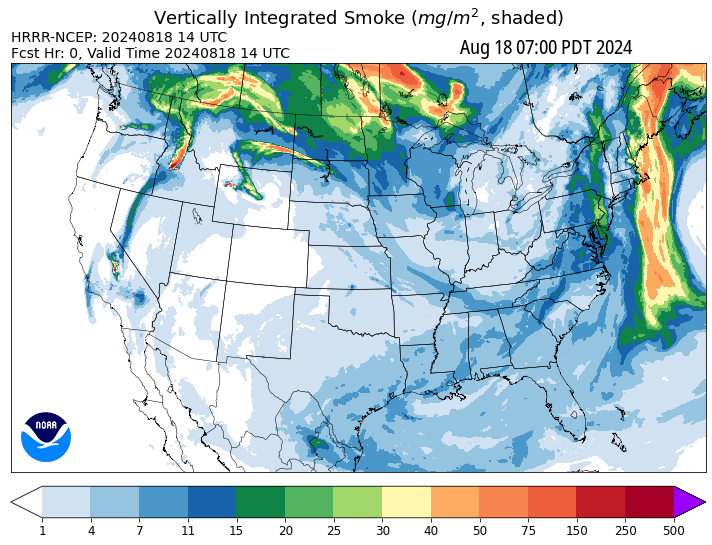 Vertically Integrated Smoke (mg/m², shaded)
HRRR-NCEP: 20240818 14 UTC
Fcst Hr: 0, Valid Time 20240818 14 UTC
Aug 18 07:00 PDT 2024
NOAA
1 4 7 11 15 20 25 30 40 50 75 150 250 500